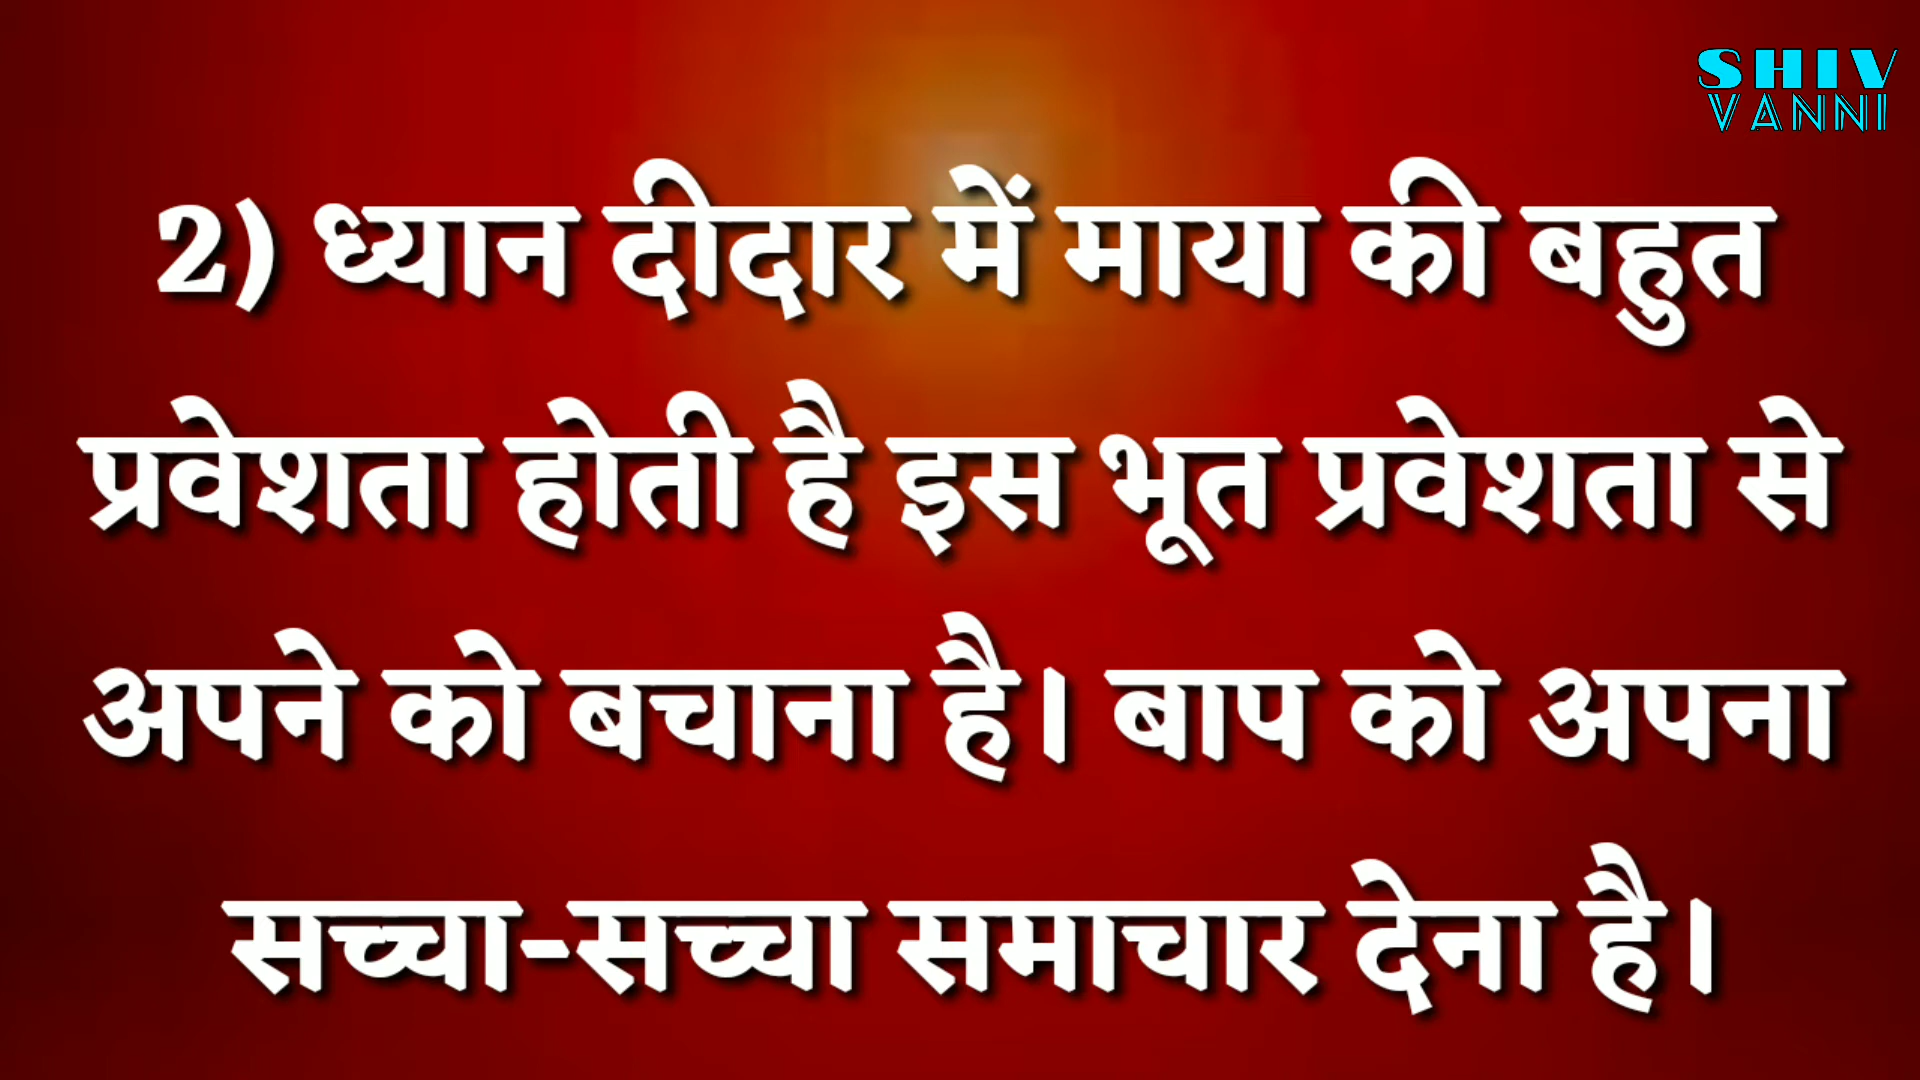 SHIV
VANNI
2) ध्यान दीदार में माया की बहुत
प्रवेशता होती है इस भूत प्रवेशता से
अपने को बचाना है। बाप को अपना
सच्चा-सच्चा समाचार देना है।